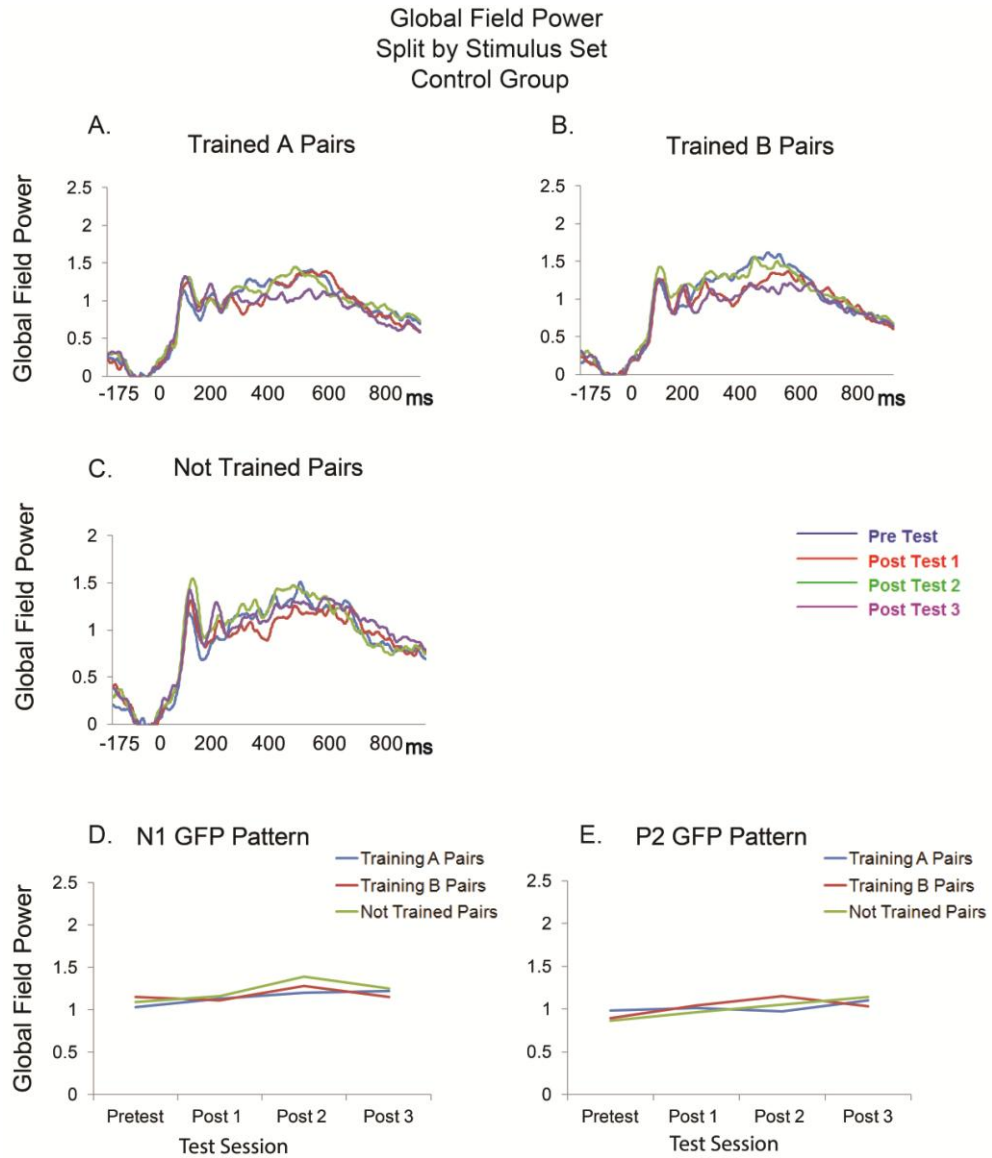 Global Field Power
Split by Stimulus Set
Control Group
A.
Trained A Pairs
Global Field Power
2.5
2
1.5
1
0.5
0
-175 0 200 400 600 800 ms
B.
Trained B Pairs
2.5
2
1.5
1
0.5
0
-175 0 200 400 600 800 ms
C. Not Trained Pairs
Global Field Power
2
1.5
1
0.5
0
-175 0 200 400 600 800 ms
Pre Test
Post Test 1
Post Test 2
Post Test 3
D. N1 GFP Pattern
Training A Pairs
Training B Pairs
Not Trained Pairs
Global Field Power
2.5
2
1.5
1
0.5
0
Pretest Post 1 Post 2 Post 3
Test Session
E. P2 GFP Pattern
Training A Pairs
Training B Pairs
Not Trained Pairs
2.5
2
1.5
1
0.5
0
Pretest Post 1 Post 2 Post 3
Test Session